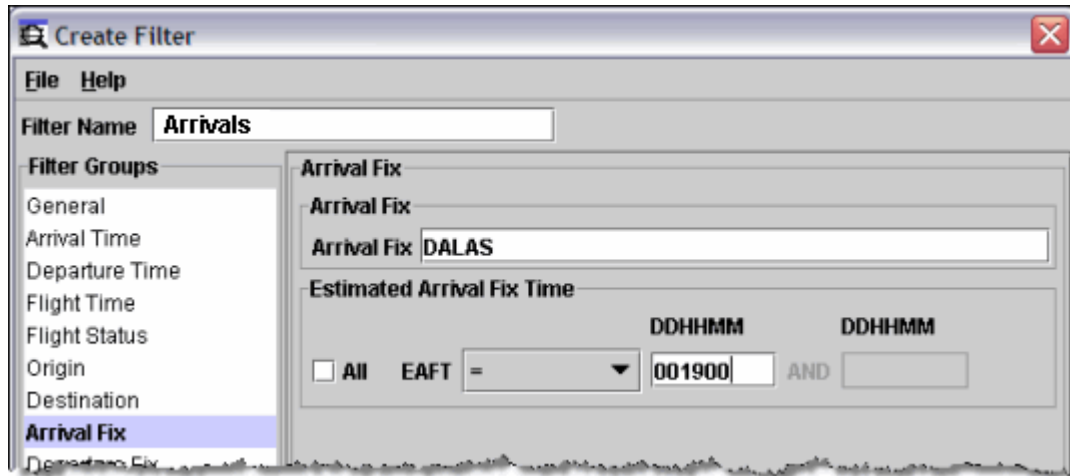 Create Filter
File Help
Filter Name Arrivals
Filter Groups
General
Arrival Time
Departure Time
Flight Time
Flight Status
Origin
Destination
Arrival Fix
Departure Fix
Arrival Fix
Arrival Fix
Arrival Fix DALAS
Estimated Arrival Fix Time
DDHHMM DDHHMM
All EAFT = 001900 AND